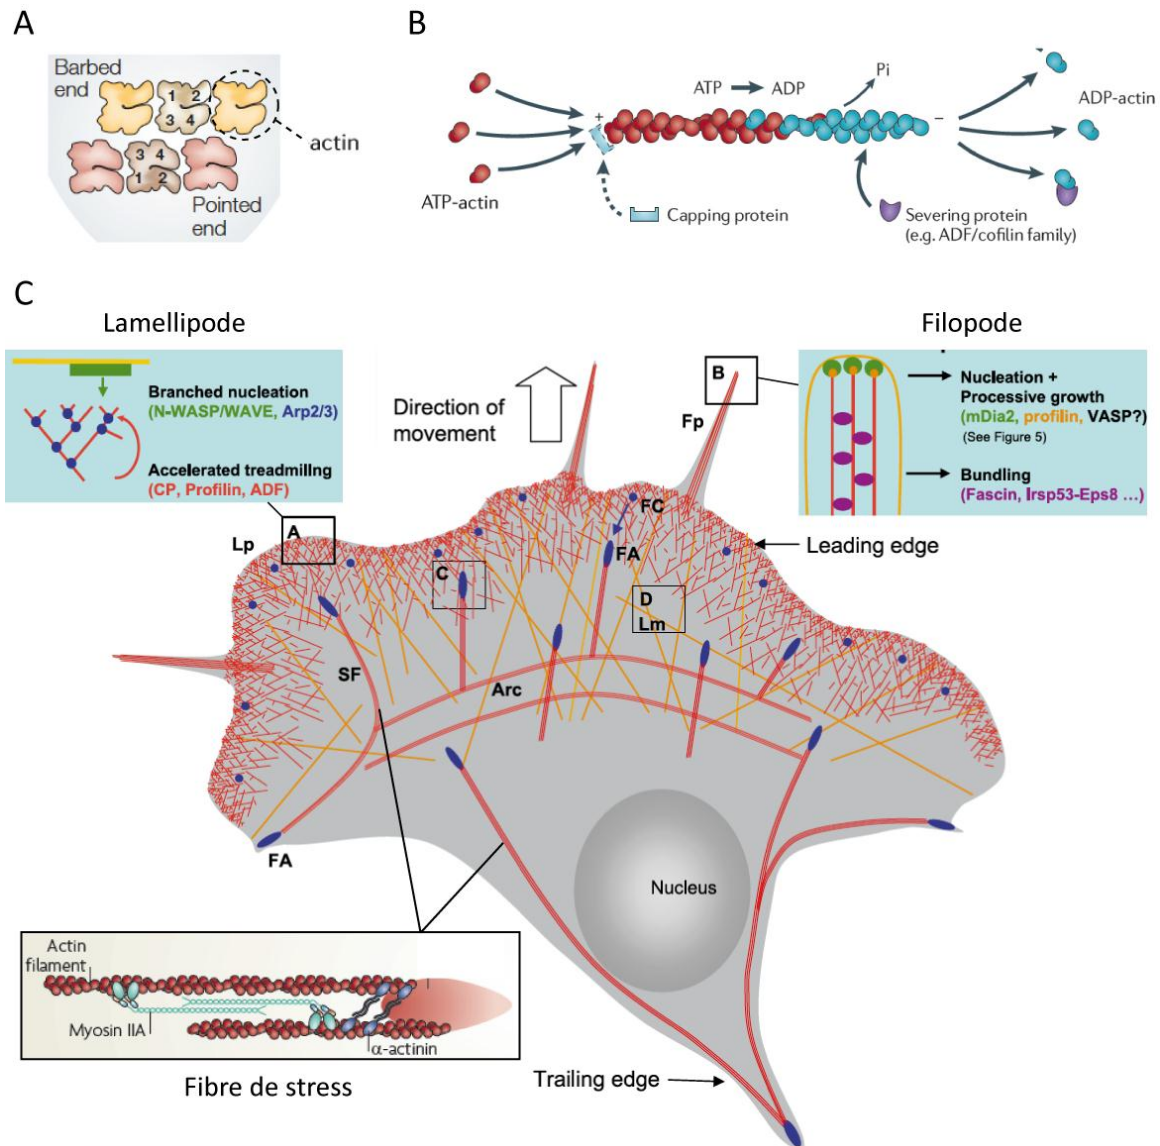 A
Barbed
end
1 2
3 4
3 4
1 2
actin
Pointed
end
B
ATP
ADP
Pi
+
–
ADP-actin
ATP-actin
Capping protein
Severing protein
(e.g. ADF/cofilin family)
C
Lamellipode
Branched nucleation
(N-WASP/WAVE, Arp2/3)
Accelerated treadmilng
(CP, Profilin, ADF)
Direction of
movement
Filopode
Nucleation +
Processive growth
(mDia2, profilin, VASP?)
(See Figure 5)
Bundling
(Fascin, Irsp53-Eps8 ...)
B
Fp
Lp
A
FC
FA
Leading edge
C
D
Lm
SF
Arc
FA
Nucleus
Actin
filament
Myosin IIA
α-actinin
Fibre de stress
Trailing edge